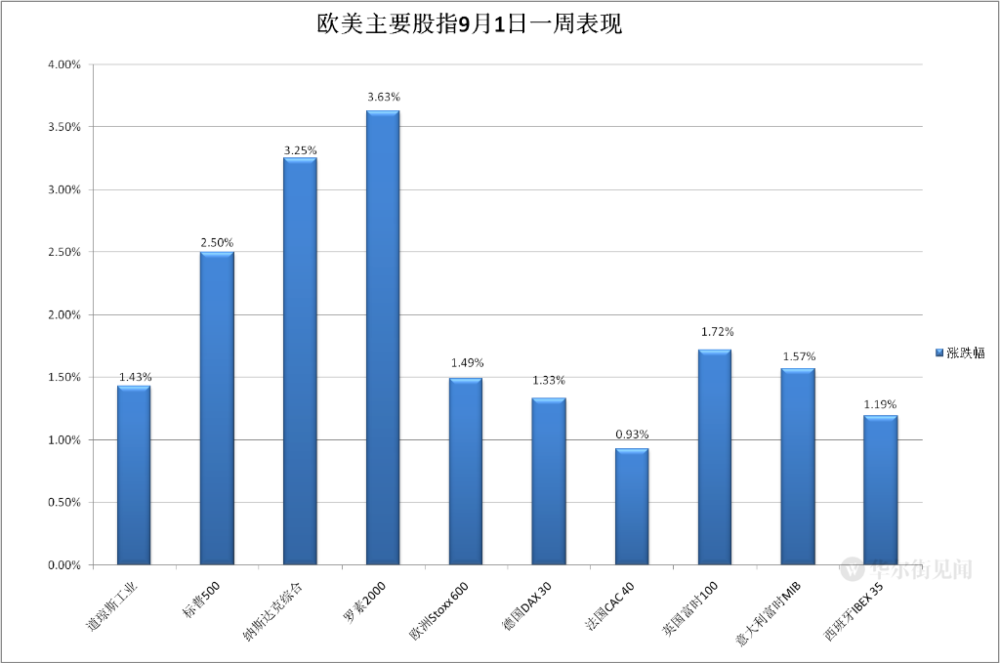 欧美主要股指9月1日一周表现
4.00%
3.50%
3.00%
2.50%
2.00%
1.50%
1.00%
0.50%
0.00%
1.43%
2.50%
3.25%
3.63%
1.49%
1.33%
0.93%
1.72%
1.57%
1.19%
涨跌幅
道琼斯工业
标普500
纳斯达克综合
罗素2000
欧洲Stoxx 600
德国DAX 30
法国CAC 40
英国富时100
意大利富时MIB
西班牙IBEX 35
华尔街见闻